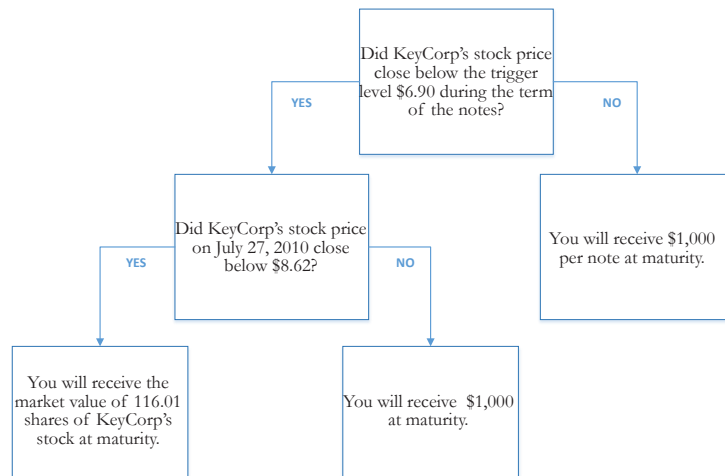 Did KeyCorp's stock price
close below the trigger
level $6.90 during the term
of the notes?
YES
NO
Did KeyCorp's stock price
on July 27, 2010 close
below $8.62?
You will receive $1,000
per note at maturity.
YES
NO
You will receive the
market value of 116.01
shares of KeyCorp's
stock at maturity.
You will receive $1,000
at maturity.